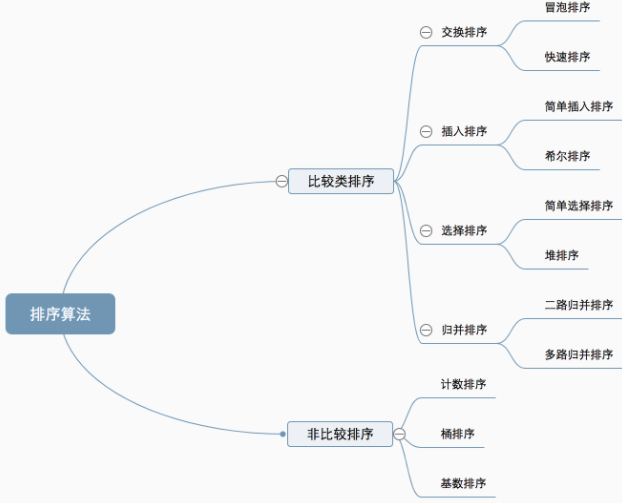 排序算法
比较类排序
交换排序
冒泡排序
快速排序
插入排序
简单插入排序
希尔排序
选择排序
简单选择排序
堆排序
归并排序
二路归并排序
多路归并排序
非比较排序
计数排序
桶排序
基数排序